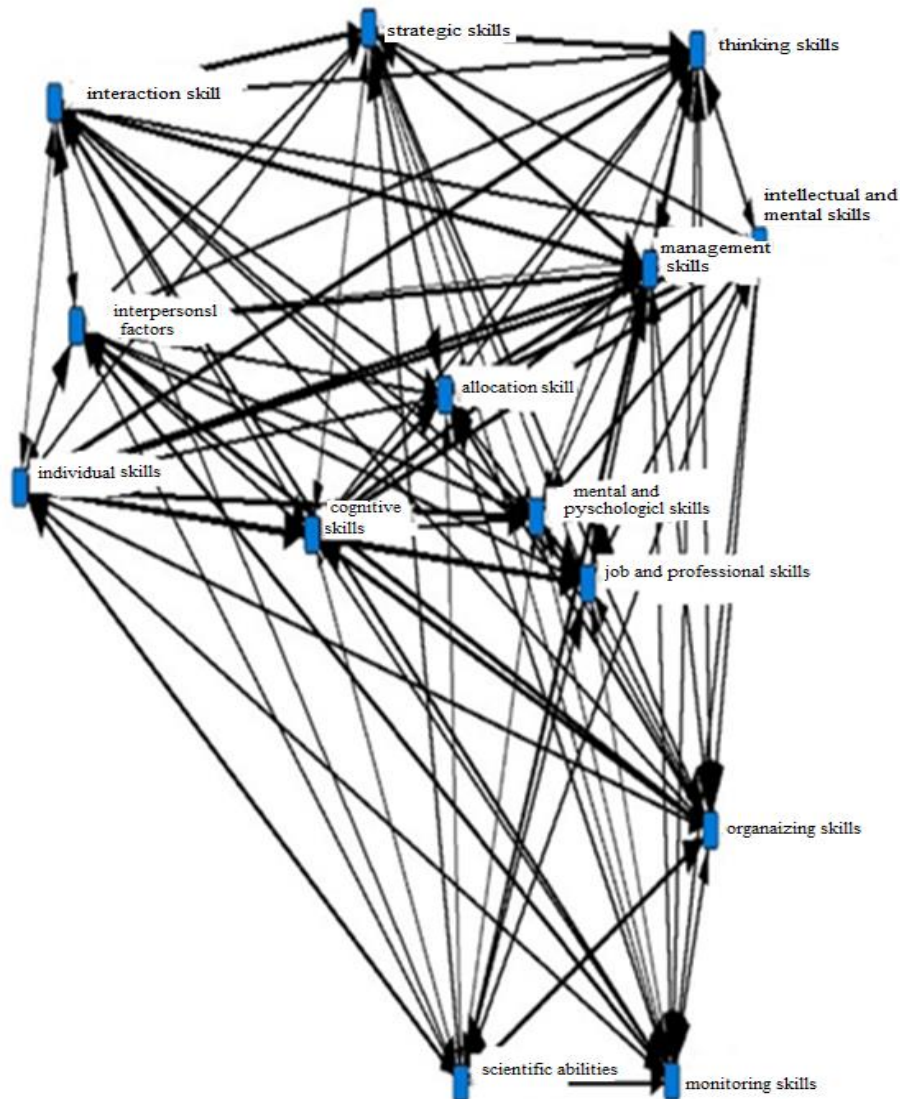 strategic skills
thinking skills
interaction skill
intellectual and
mental skills
management
skills
interpersonsl
factors
allocation skill
individual skills
mental and
pyschologicl skills
cognitive
skills
job and professional skills
organaizing skills
scientific abilities
monitoring skills